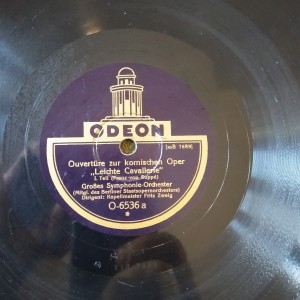 ODEON
Ouvertüre zur komischen Oper
„Leichte Cavallerie"
I. Teil (Franz von Suppé)
Großes Symphonie-Orchester
(Mitgl. des Berliner Staatsopernorchesters)
Dirigent: Kapellmeister Fritz Zweig
O-6536 a